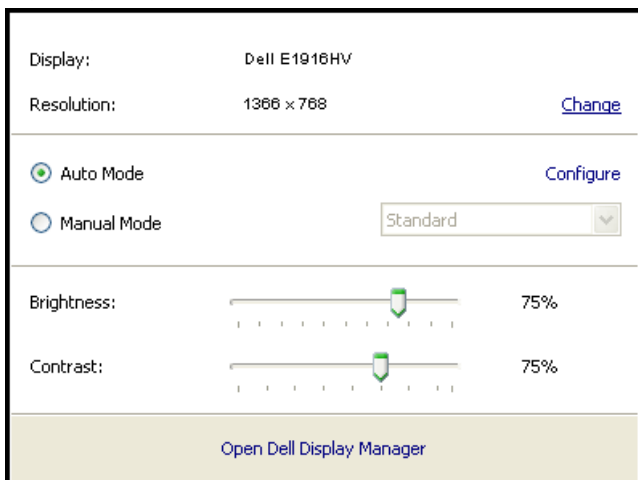 Display: Dell E1916HV
Resolution: 1366 x 768 Change
Auto Mode Configure
Manual Mode Standard
Brightness: 75%
Contrast: 75%
Open Dell Display Manager